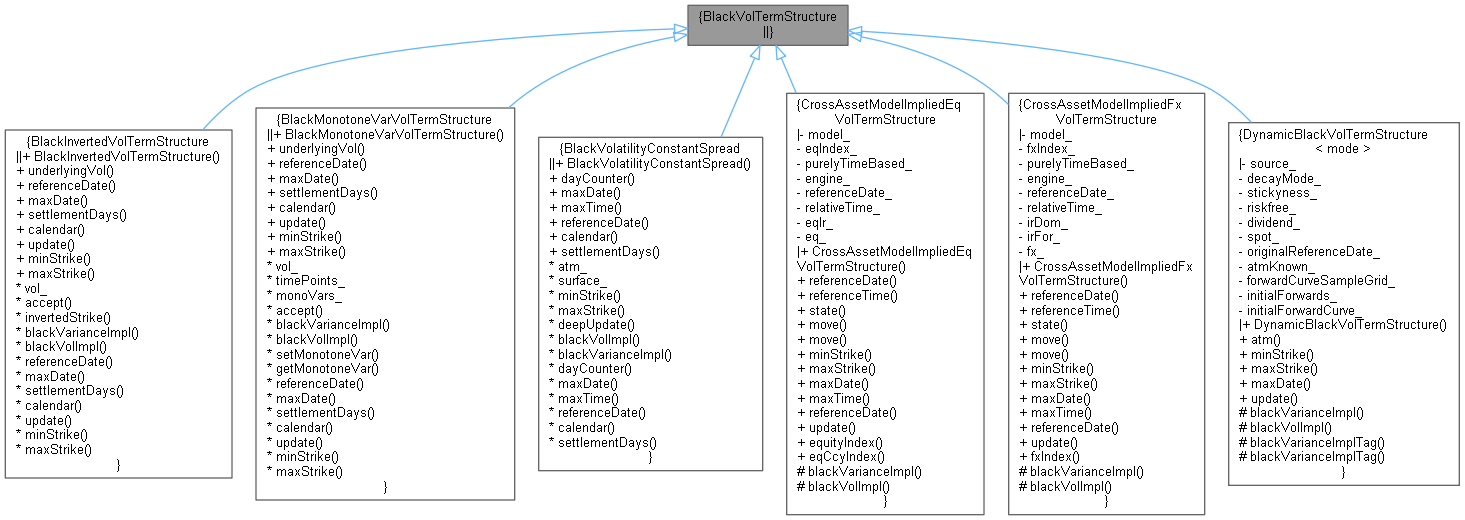 {BlackVolTermStructure
||}
{BlackInvertedVolTermStructure
||+ BlackInvertedVolTermStructure()
+ underlyingVol()
+ referenceDate()
+ maxDate()
+ settlementDays()
+ calendar()
+ update()
+ minStrike()
+ maxStrike()
* vol_
* accept()
* invertedStrike()
* blackVarianceImpl()
* blackVolImpl()
* referenceDate()
* maxDate()
* settlementDays()
* calendar()
* update()
* minStrike()
* maxStrike()
}
{BlackMonotoneVarVolTermStructure
||+ BlackMonotoneVarVolTermStructure()
+ underlyingVol()
+ referenceDate()
+ maxDate()
+ settlementDays()
+ calendar()
+ update()
+ minStrike()
+ maxStrike()
* vol_
* timePoints_
* monoVars_
* accept()
* blackVarianceImpl()
* blackVolImpl()
* setMonotoneVar()
* getMonotoneVar()
* referenceDate()
* maxDate()
* settlementDays()
* calendar()
* update()
* minStrike()
* maxStrike()
}
{BlackVolatilityConstantSpread
||+ BlackVolatilityConstantSpread()
+ dayCounter()
+ maxDate()
+ maxTime()
+ referenceDate()
+ calendar()
+ settlementDays()
* atm_
* surface_
* minStrike()
* maxStrike()
* deepUpdate()
* blackVolImpl()
* blackVarianceImpl()
* dayCounter()
* maxDate()
* maxTime()
* referenceDate()
* calendar()
* settlementDays()
}
{CrossAssetModelImpliedEq
VolTermStructure
|- model_
- eqIndex_
- purelyTimeBased_
- engine_
- referenceDate_
- relativeTime_
- eqIr_
- eq_
|+ CrossAssetModelImpliedEq
VolTermStructure()
+ referenceDate()
+ referenceTime()
+ state()
+ move()
+ move()
+ minStrike()
+ maxStrike()
+ maxDate()
+ maxTime()
+ referenceDate()
+ update()
+ equityIndex()
+ eqCcyIndex()
# blackVarianceImpl()
# blackVolImpl()
}
{CrossAssetModelImpliedFx
VolTermStructure
|- model_
- fxIndex_
- purelyTimeBased_
- engine_
- referenceDate_
- relativeTime_
- irDom_
- irFor_
- fx_
|+ CrossAssetModelImpliedFx
VolTermStructure()
+ referenceDate()
+ referenceTime()
+ state()
+ move()
+ move()
+ minStrike()
+ maxStrike()
+ maxDate()
+ maxTime()
+ referenceDate()
+ update()
+ fxIndex()
# blackVarianceImpl()
# blackVolImpl()
}
{DynamicBlackVolTermStructure
< mode >
|- source_
- decayMode_
- stickyness_
- riskfree_
- dividend_
- spot_
- originalReferenceDate_
- atmKnown_
- forwardCurveSampleGrid_
- initialForwards_
- initialForwardCurve_
|+ DynamicBlackVolTermStructure()
+ atm()
+ minStrike()
+ maxStrike()
+ maxDate()
+ update()
# blackVarianceImpl()
# blackVolImpl()
# blackVarianceImplTag()
# blackVarianceImplTag()
}